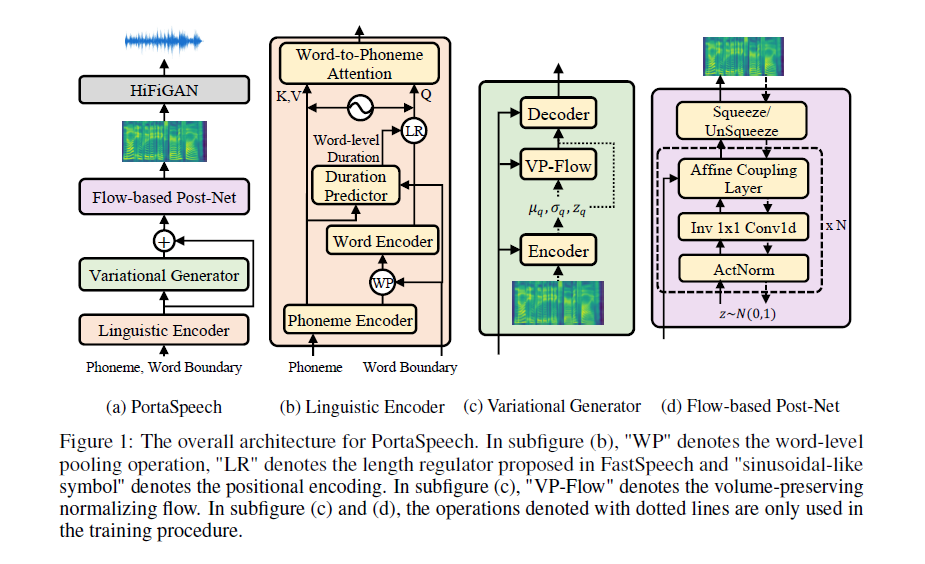 HiFiGAN
Flow-based Post-Net
+
Variational Generator
Linguistic Encoder
Phoneme, Word Boundary
(a) PortaSpeech
Word-to-Phoneme
Attention
K,V
Q
LR
Word-level
Duration
Duration
Predictor
Word Encoder
WP
Phoneme Encoder
Phoneme
Word Boundary
(b) Linguistic Encoder
Decoder
VP-Flow
μq, σq, zq
Encoder
(c) Variational Generator
Squeeze/
UnSqueeze
Affine Coupling
Layer
x N
Inv 1x1 Conv1d
ActNorm
z~N(0,1)
(d) Flow-based Post-Net
Figure 1: The overall architecture for PortaSpeech. In subfigure (b), "WP" denotes the word-level
pooling operation, "LR" denotes the length regulator proposed in FastSpeech and "sinusoidal-like
symbol" denotes the positional encoding. In subfigure (c), "VP-Flow" denotes the volume-preserving
normalizing flow. In subfigure (c) and (d), the operations denoted with dotted lines are only used in
the training procedure.